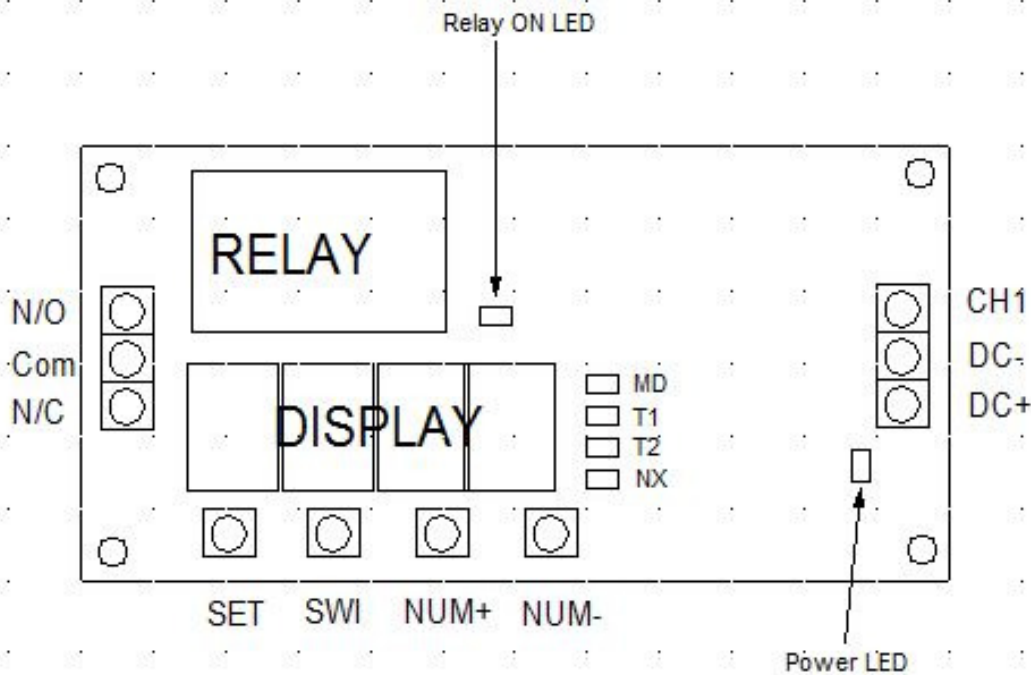 Relay ON LED
RELAY
N/O
CH1
Com
DC-
N/C
DC+
DISPLAY
MD
T1
T2
NX
SET
SWI
NUM+
NUM-
Power LED